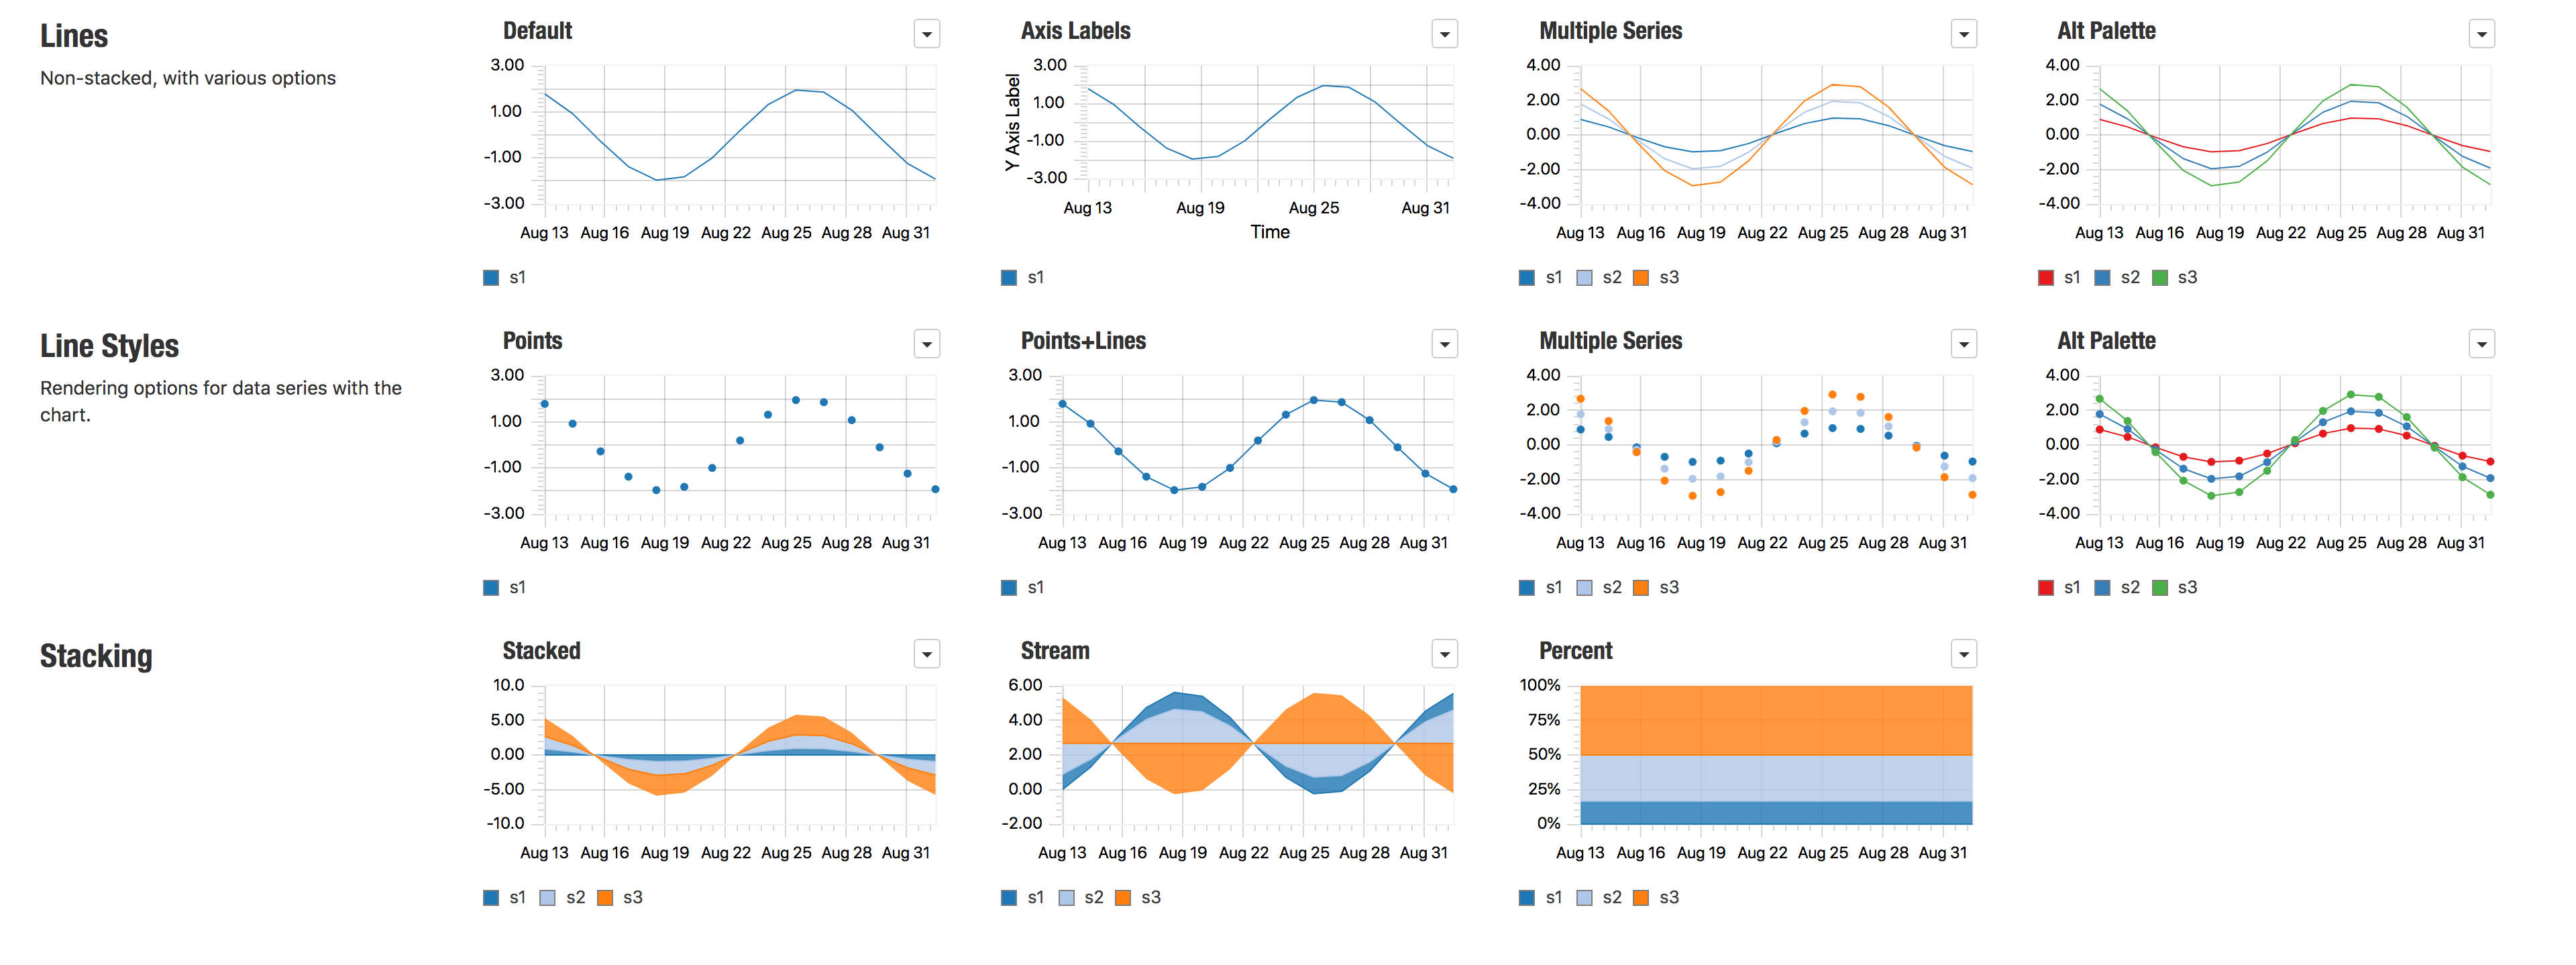 Lines
Non-stacked, with various options
Default
3.00
1.00
-1.00
-3.00
Aug 13 Aug 16 Aug 19 Aug 22 Aug 25 Aug 28 Aug 31
s1
Axis Labels
Y Axis Label
3.00
1.00
-1.00
-3.00
Aug 13 Aug 19 Aug 25 Aug 31
Time
s1
Multiple Series
4.00
2.00
0.00
-2.00
-4.00
Aug 13 Aug 16 Aug 19 Aug 22 Aug 25 Aug 28 Aug 31
s1 s2 s3
Alt Palette
4.00
2.00
0.00
-2.00
-4.00
Aug 13 Aug 16 Aug 19 Aug 22 Aug 25 Aug 28 Aug 31
s1 s2 s3
Line Styles
Rendering options for data series with the
chart.
Points
3.00
1.00
-1.00
-3.00
Aug 13 Aug 16 Aug 19 Aug 22 Aug 25 Aug 28 Aug 31
s1
Points+Lines
3.00
1.00
-1.00
-3.00
Aug 13 Aug 16 Aug 19 Aug 22 Aug 25 Aug 28 Aug 31
s1
Multiple Series
4.00
2.00
0.00
-2.00
-4.00
Aug 13 Aug 16 Aug 19 Aug 22 Aug 25 Aug 28 Aug 31
s1 s2 s3
Alt Palette
4.00
2.00
0.00
-2.00
-4.00
Aug 13 Aug 16 Aug 19 Aug 22 Aug 25 Aug 28 Aug 31
s1 s2 s3
Stacking
Stacked
10.0
5.00
0.00
-5.00
-10.0
Aug 13 Aug 16 Aug 19 Aug 22 Aug 25 Aug 28 Aug 31
s1 s2 s3
Stream
6.00
4.00
2.00
0.00
-2.00
Aug 13 Aug 16 Aug 19 Aug 22 Aug 25 Aug 28 Aug 31
s1 s2 s3
Percent
100%
75%
50%
25%
0%
Aug 13 Aug 16 Aug 19 Aug 22 Aug 25 Aug 28 Aug 31
s1 s2 s3